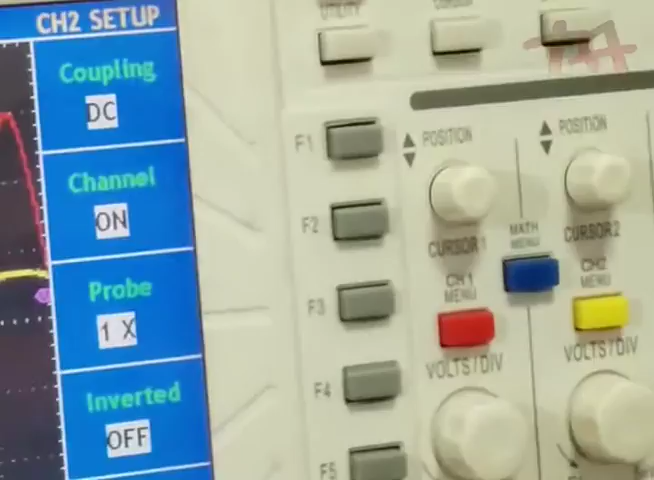 CH2 SETUP
Coupling
DC
Channel
ON
Probe
1 X
Inverted
OFF
UTILITY
F1
F2
F3
F4
F5
POSITION
POSITION
CURSOR1
MATH
MENU
CURSOR2
CH1
MENU
CH2
MENU
VOLTS/DIV
VOLTS/DIV